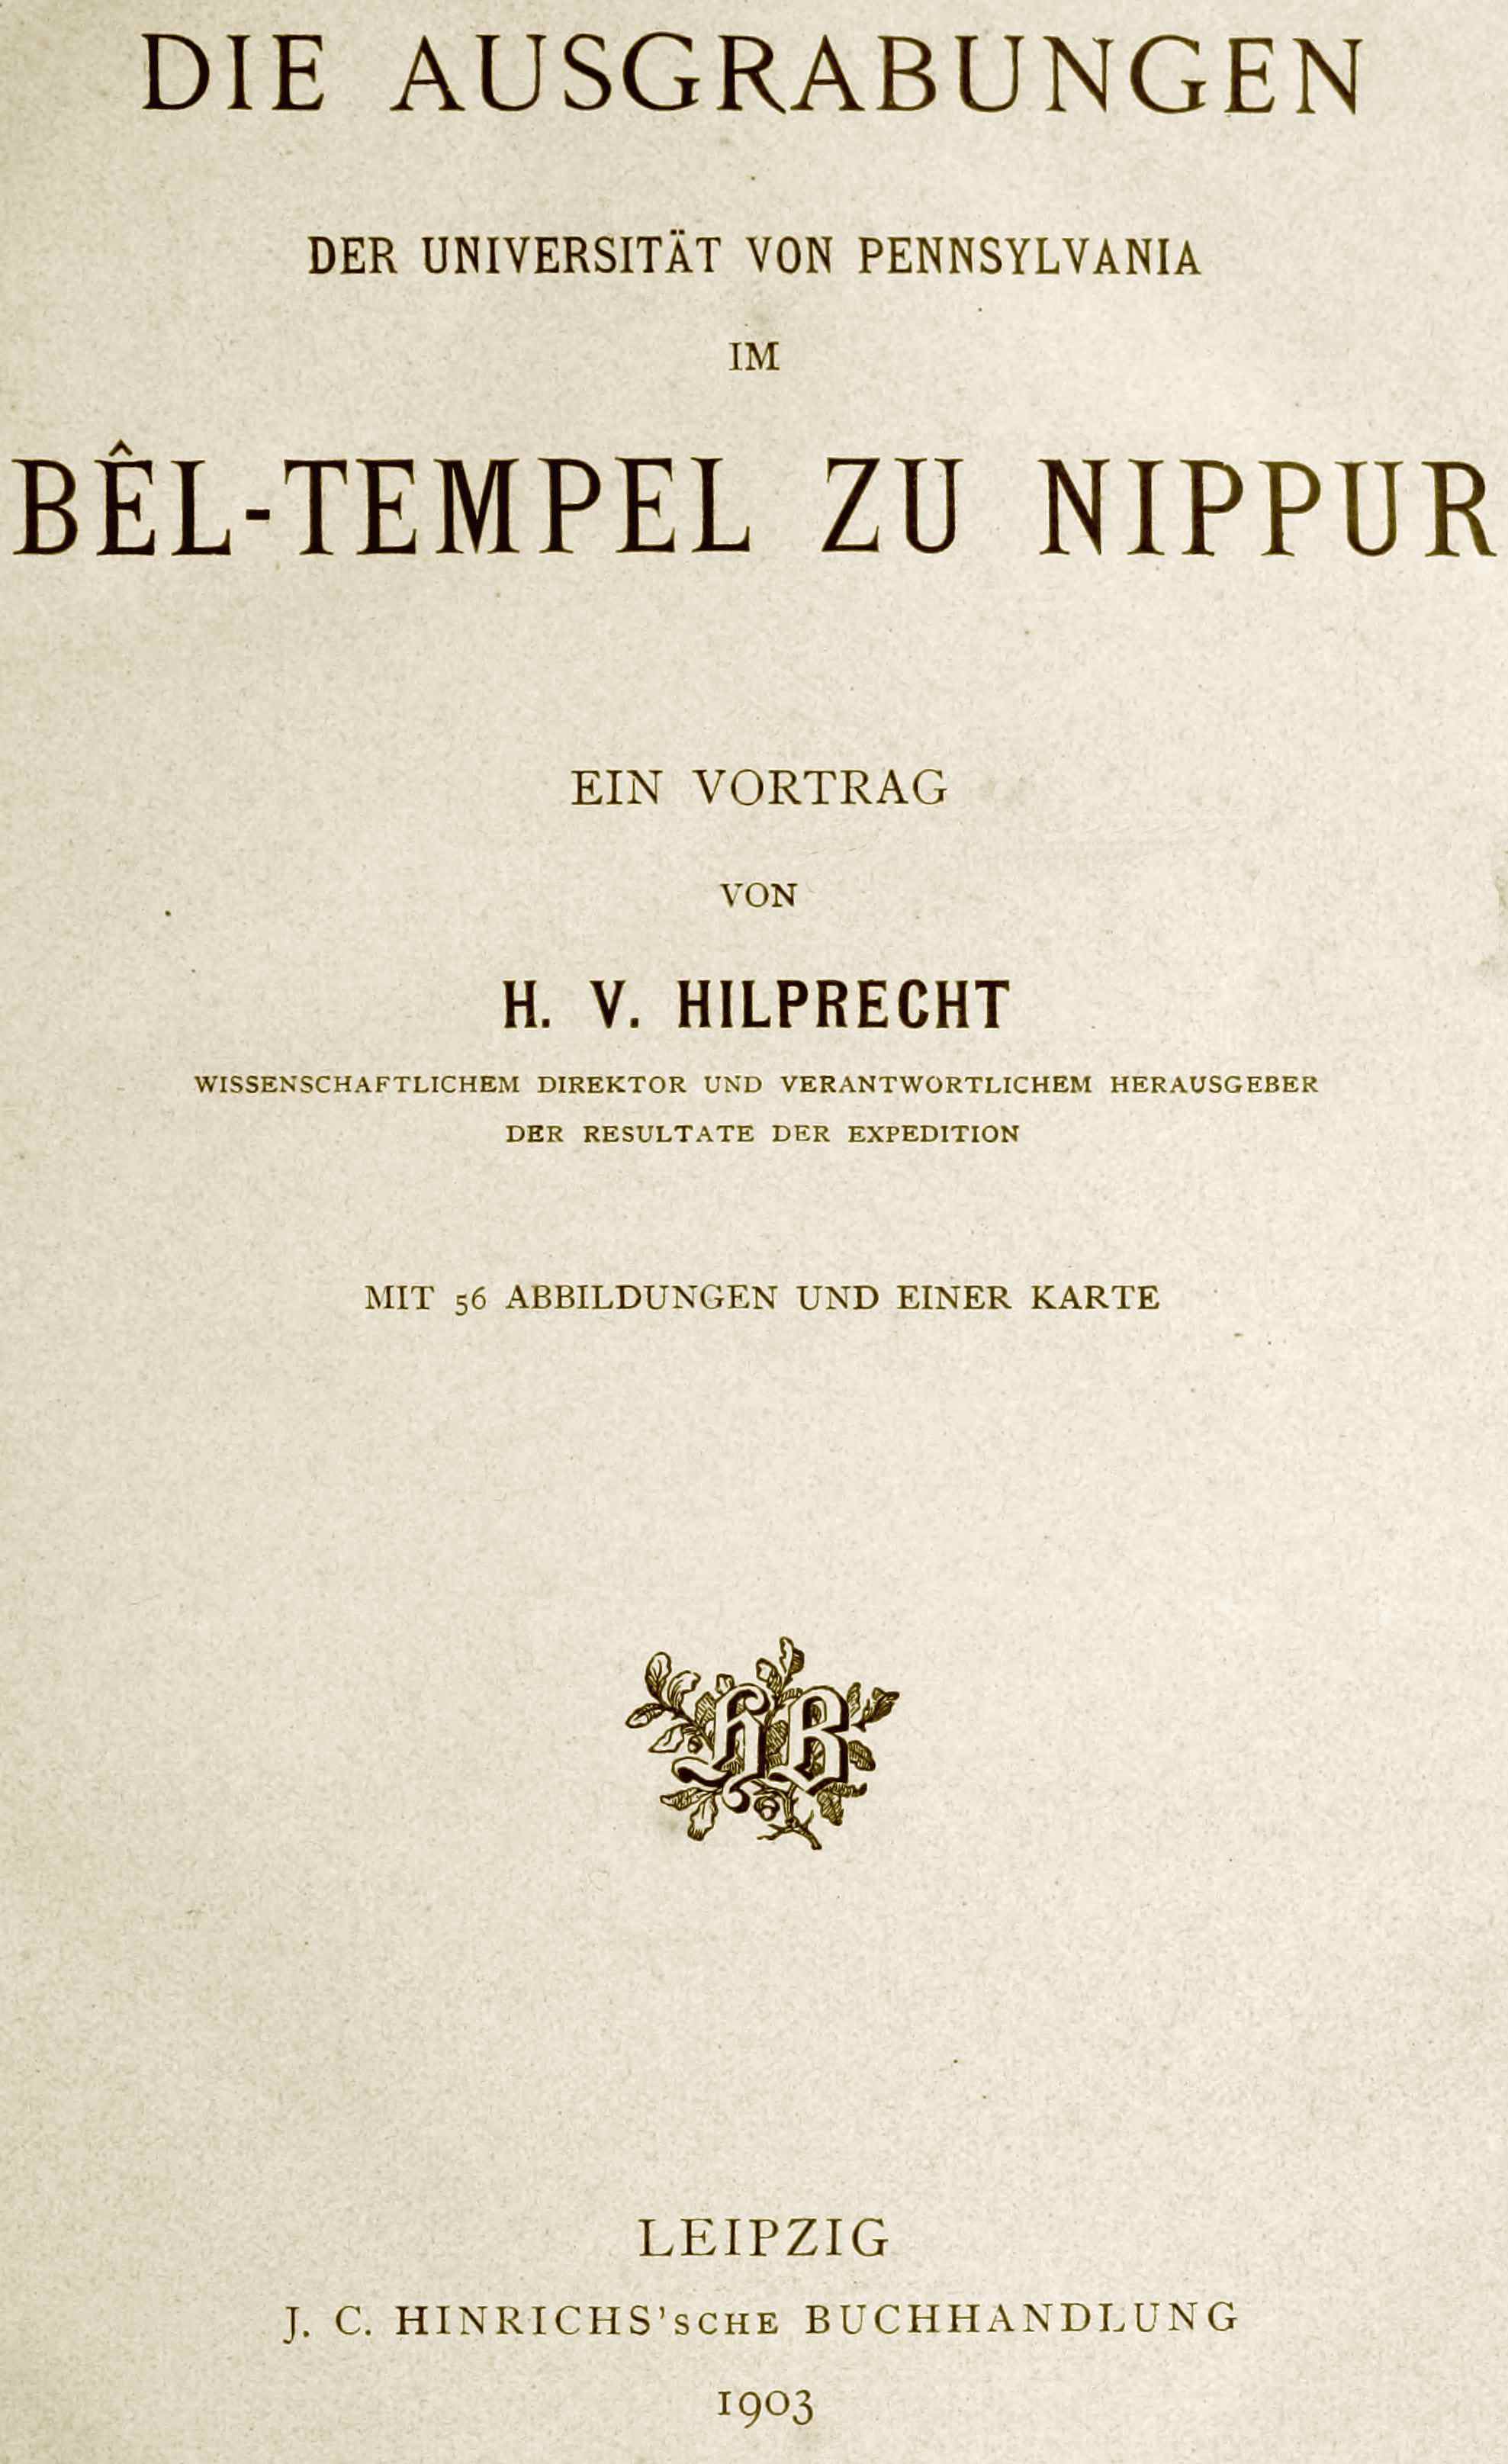 DIE AUSGRABUNGEN
DER UNIVERSITÄT VON PENNSYLVANIA
IM
BÊL-TEMPEL ZU NIPPUR
EIN VORTRAG
VON
H. V. HILPRECHT
WISSENSCHAFTLICHEM DIREKTOR UND VERANTWORTLICHEM HERAUSGEBER
DER RESULTATE DER EXPEDITION
MIT 56 ABBILDUNGEN UND EINER KARTE
hB
LEIPZIG
J. C. HINRICHS'SCHE BUCHHANDLUNG
1903